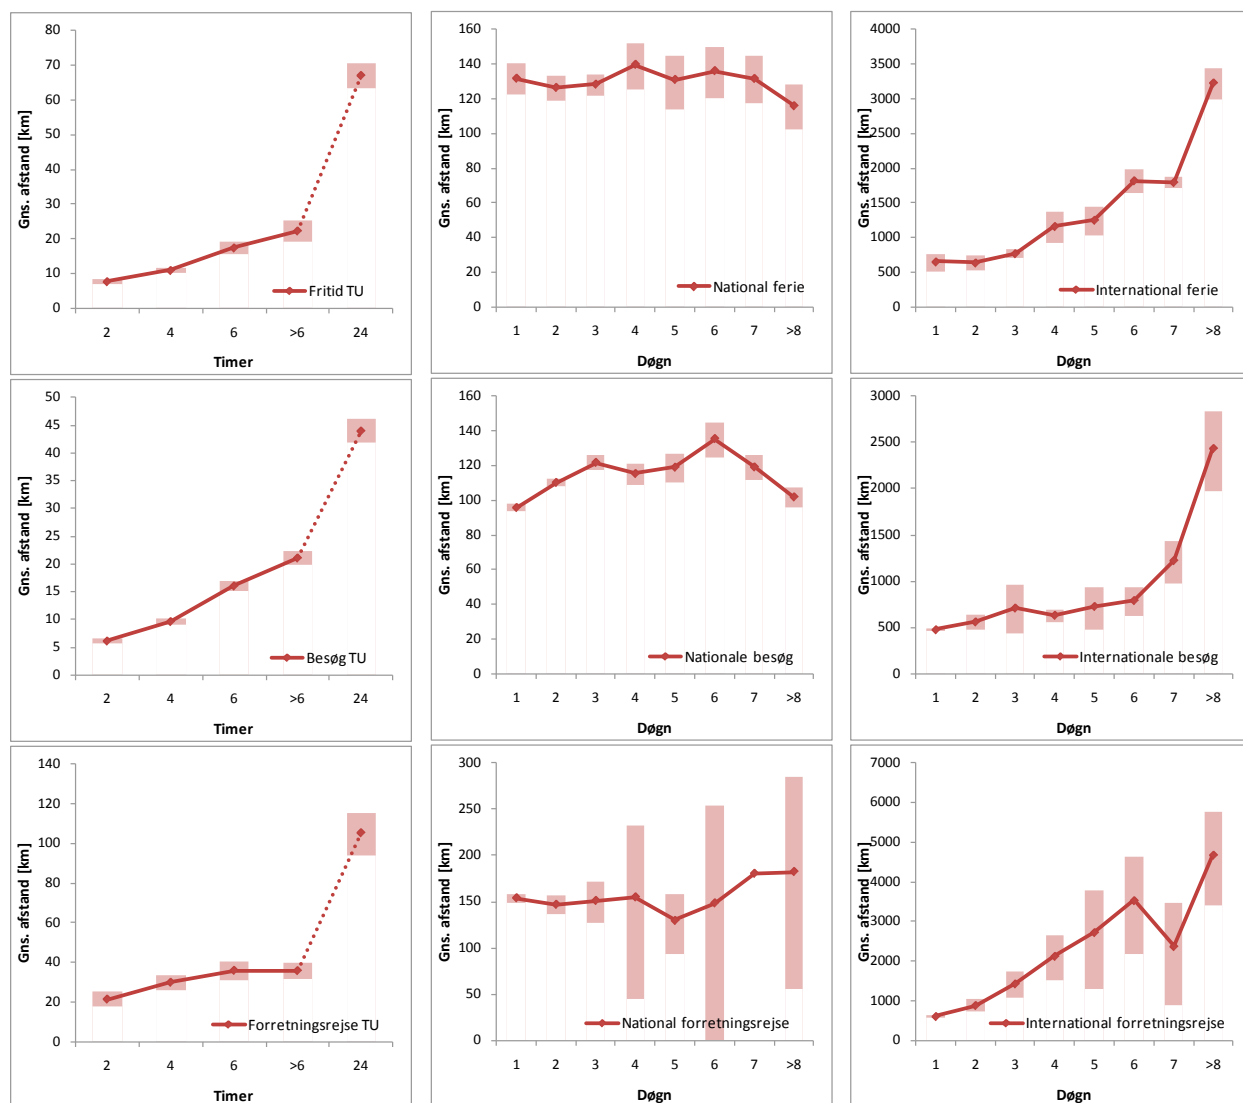 80
70
60
50
40
30
20
10
0
Gns. afstand [km]
2 4 6 >6 24
Timer
Fritid TU
160
140
120
100
80
60
40
20
0
Gns. afstand [km]
1 2 3 4 5 6 7 >8
Døgn
National ferie
4000
3500
3000
2500
2000
1500
1000
500
0
Gns. afstand [km]
1 2 3 4 5 6 7 >8
Døgn
International ferie
50
45
40
35
30
25
20
15
10
5
0
Gns. afstand [km]
2 4 6 >6 24
Timer
Besøg TU
160
140
120
100
80
60
40
20
0
Gns. afstand [km]
1 2 3 4 5 6 7 >8
Døgn
Nationale besøg
3000
2500
2000
1500
1000
500
0
Gns. afstand [km]
1 2 3 4 5 6 7 >8
Døgn
Internationale besøg
140
120
100
80
60
40
20
0
Gns. afstand [km]
2 4 6 >6 24
Timer
Forretningsrejse TU
300
250
200
150
100
50
0
Gns. afstand [km]
1 2 3 4 5 6 7 >8
Døgn
National forretningsrejse
7000
6000
5000
4000
3000
2000
1000
0
Gns. afstand [km]
1 2 3 4 5 6 7 >8
Døgn
International forretningsrejse